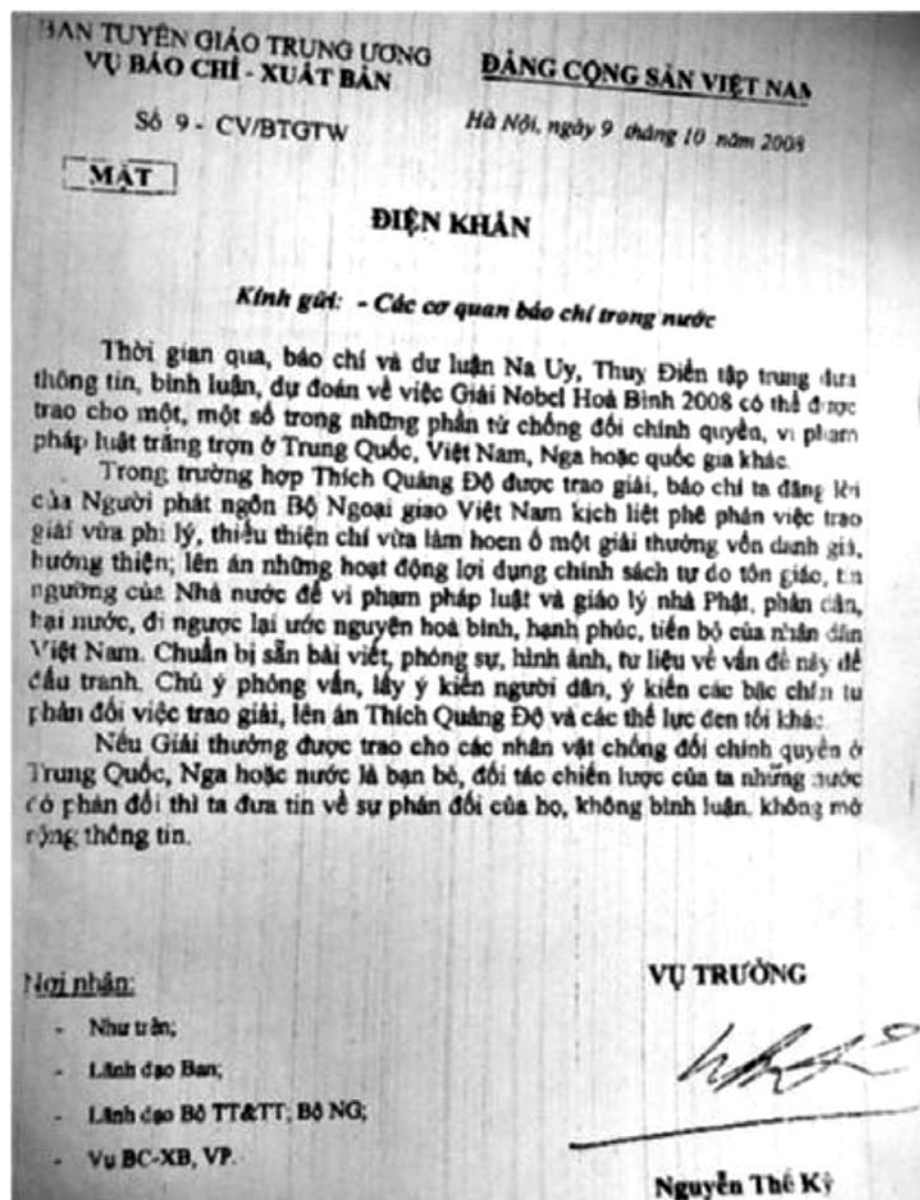 BAN TUYÊN GIÁO TRUNG ƯƠNG
VỤ BÁO CHÍ - XUẤT BẢN
ĐẢNG CỘNG SẢN VIỆT NAM
Số 9 - CV/BTGTW
Hà Nội, ngày 9 tháng 10 năm 2008
MẬT
ĐIỆN KHẨN
Kính gửi: - Các cơ quan báo chí trong nước
Thời gian qua, báo chí và dư luận Na Uy, Thuỵ Điển tập trung đưa
thông tin, bình luận, dự đoán về việc Giải Nobel Hoà Bình 2008 có thể được
trao cho một, một số trong những phần tử chống đối chính quyền, vi phạm
pháp luật trắng trợn ở Trung Quốc, Việt Nam, Nga hoặc quốc gia khác.
Trong trường hợp Thích Quảng Độ được trao giải, báo chí ta đăng lời
của Người phát ngôn Bộ Ngoại giao Việt Nam kịch liệt phê phán việc trao
giải vừa phi lý, thiếu thiện chí vừa làm hoen ố một giải thưởng vốn danh giá,
hướng thiện; lên án những hoạt động lợi dụng chính sách tự do tôn giáo, tín
ngưỡng của Nhà nước để vi phạm pháp luật và giáo lý nhà Phật, phản dân,
hại nước, đi ngược lại ước nguyện hoà bình, hạnh phúc, tiến bộ của nhân dân
Việt Nam. Chuẩn bị sẵn bài viết, phóng sự, hình ảnh, tư liệu về vấn đề này để
đấu tranh. Chú ý phỏng vấn, lấy ý kiến người dân, ý kiến các bậc chân tu
phản đối việc trao giải, lên án Thích Quảng Độ và các thế lực đen tối khác.
Nếu Giải thưởng được trao cho các nhân vật chống đối chính quyền ở
Trung Quốc, Nga hoặc nước là bạn bè, đối tác chiến lược của ta những nước
có phản đối thì ta đưa tin về sự phản đối của họ, không bình luận, không mở
rộng thông tin.
Nơi nhận:
- Như trên;
- Lãnh đạo Ban;
- Lãnh đạo Bộ TT&TT; Bộ NG;
- Vụ BC-XB, VP.
VỤ TRƯỞNG
Nguyễn Thế Kỷ